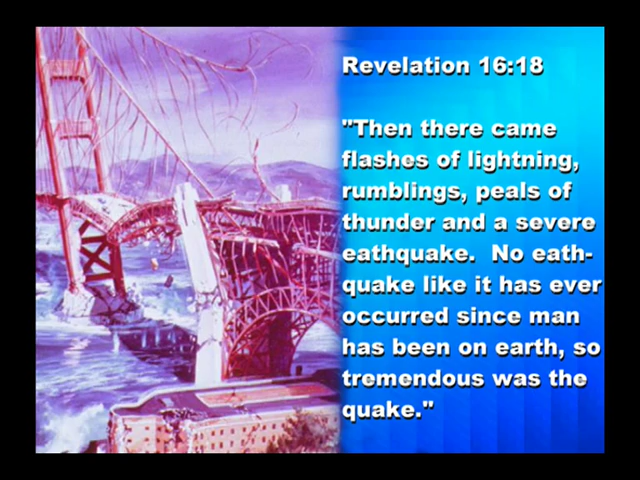 Revelation 16:18
"Then there came
flashes of lightning,
rumblings, peals of
thunder and a severe
eathquake.  No eath-
quake like it has ever
occurred since man
has been on earth, so
tremendous was the
quake."